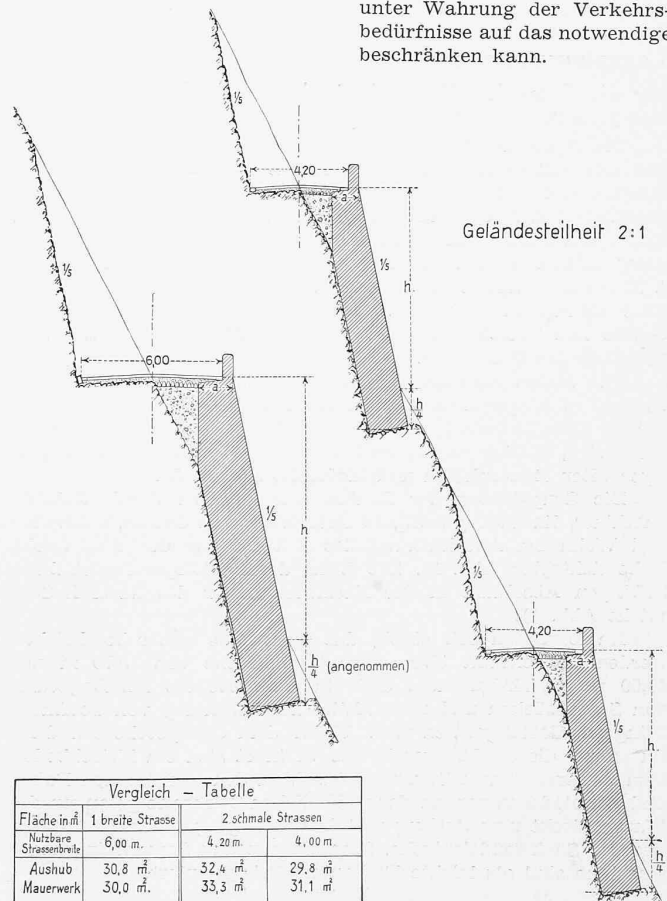 unter Wahrung der Verkehrs-
bedürfnisse auf das notwendige
beschränken kann.
1/5
4,20
a
Geländesteilheit 2:1
1/5
h
1/5
6,00
a
h/4
1/5
h
1/5
4,20
a
h/4 (angenommen)
1/5
h
h/4
Vergleich – Tabelle
Fläche in m² 1 breite Strasse 2 schmale Strassen
Nutzbare Strassenbreite 6,00 m. 4,20 m. 4,00 m.
Aushub 30,8 m². 32,4 m². 29,8 m².
Mauerwerk 30,0 m². 33,3 m². 31,1 m².